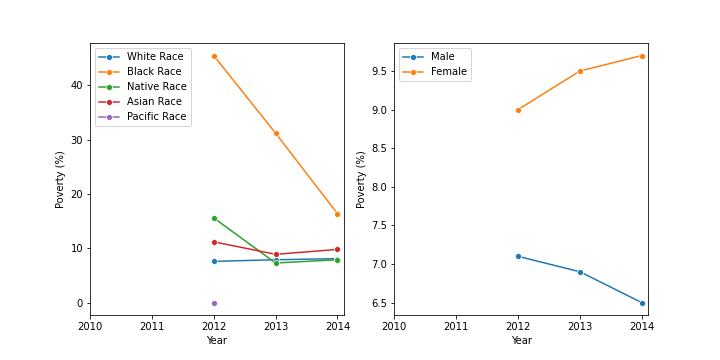 White Race
Black Race
Native Race
Asian Race
Pacific Race
Poverty (%)
40
30
20
10
0
2010 2011 2012 2013 2014
Year
Male
Female
Poverty (%)
9.5
9.0
8.5
8.0
7.5
7.0
6.5
2010 2011 2012 2013 2014
Year